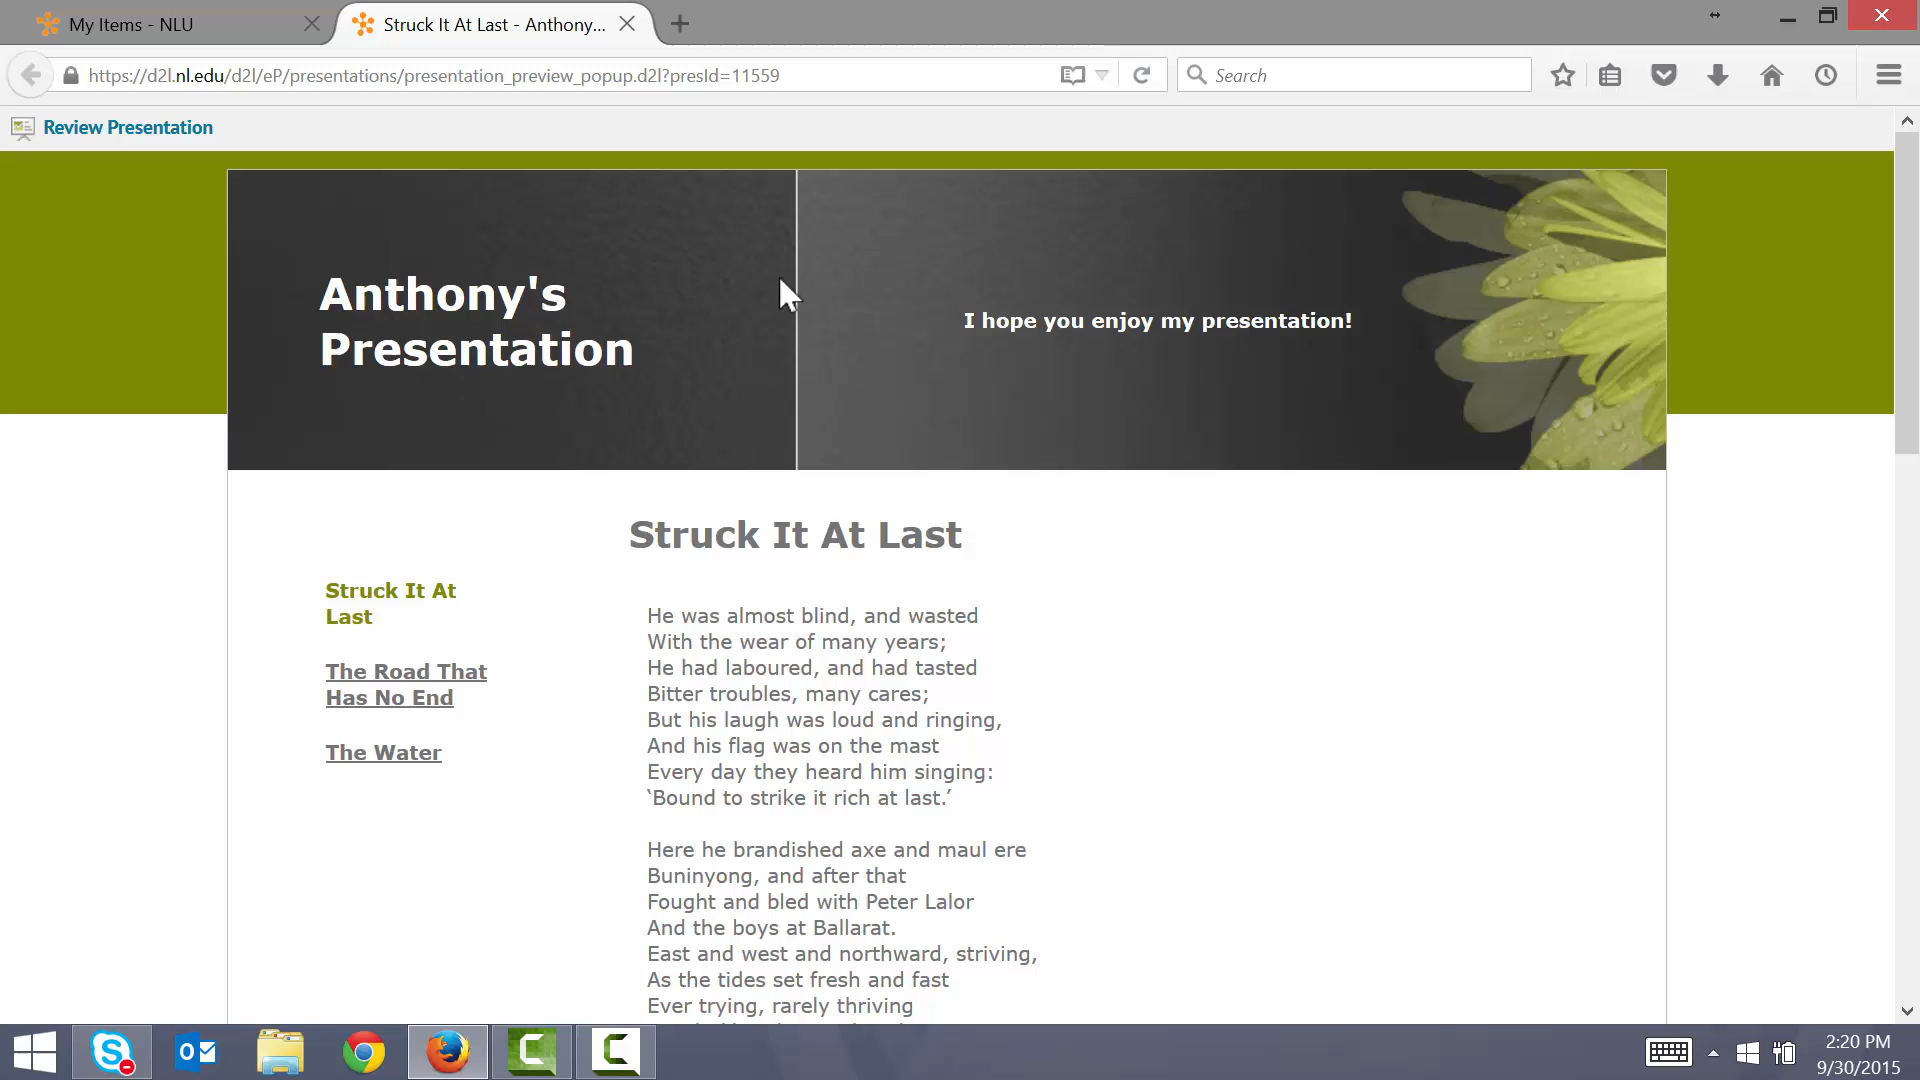 My Items - NLU
Struck It At Last - Anthony...
https://d2l.nl.edu/d2l/eP/presentations/presentation_preview_popup.d2l?presId=11559
Search
Review Presentation
Anthony's
Presentation
I hope you enjoy my presentation!
Struck It At Last
Struck It At
Last
The Road That
Has No End
The Water
He was almost blind, and wasted
With the wear of many years;
He had laboured, and had tasted
Bitter troubles, many cares;
But his laugh was loud and ringing,
And his flag was on the mast
Every day they heard him singing:
‘Bound to strike it rich at last.’
Here he brandished axe and maul ere
Buninyong, and after that
Fought and bled with Peter Lalor
And the boys at Ballarat.
East and west and northward, striving,
As the tides set fresh and fast
Ever trying, rarely thriving
2:20 PM
9/30/2015